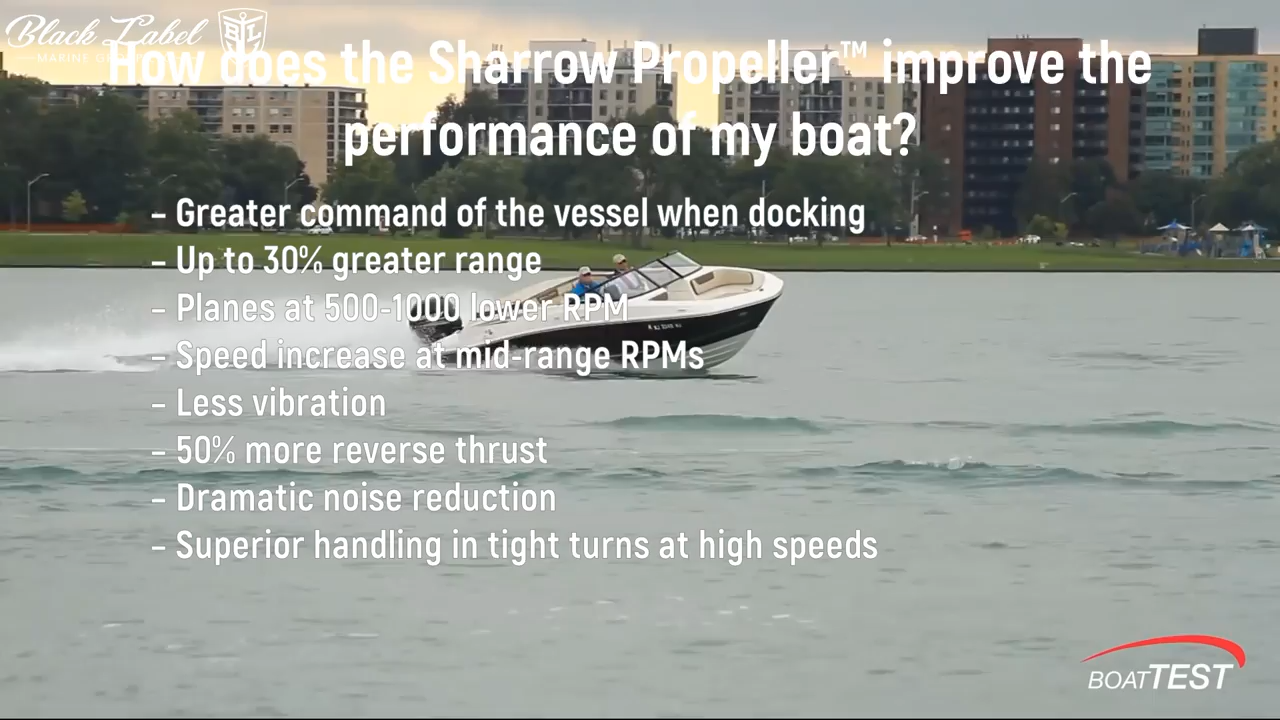 Black Label
BL
MARINE G
How does the Sharrow Propeller™ improve the
performance of my boat?
– Greater command of the vessel when docking
– Up to 30% greater range
– Planes at 500-1000 lower RPM
– Speed increase at mid-range RPMs
– Less vibration
– 50% more reverse thrust
– Dramatic noise reduction
– Superior handling in tight turns at high speeds
BOATTEST